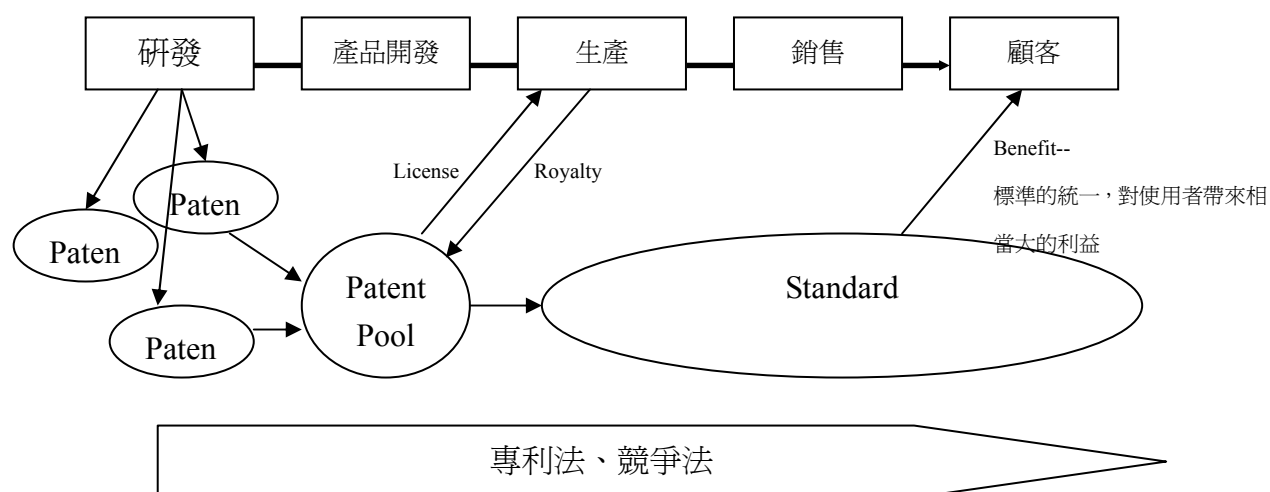 研發
產品開發
生產
銷售
顧客
License
Royalty
Benefit--
標準的統一，對使用者帶來相
當大的利益
Paten
Paten
Paten
Patent
Pool
Standard
專利法、競爭法